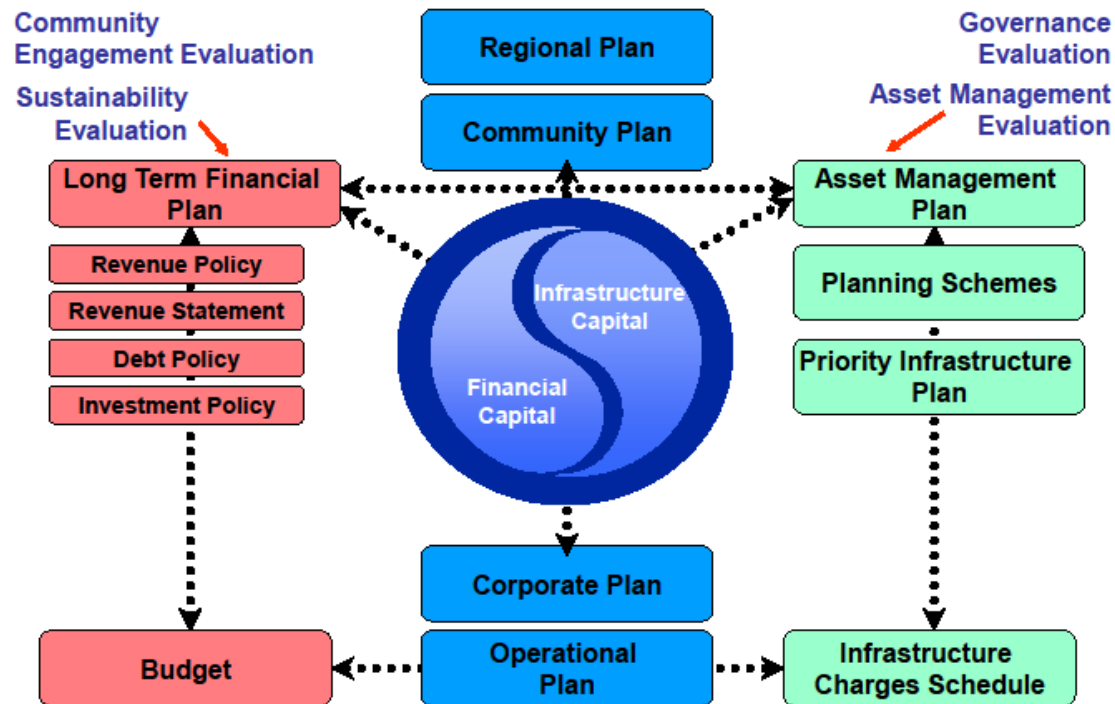 Community
Engagement Evaluation
Sustainability
Evaluation
Regional Plan
Community Plan
Governance
Evaluation
Asset Management
Evaluation
Long Term Financial
Plan
Revenue Policy
Revenue Statement
Debt Policy
Investment Policy
Infrastructure
Capital
Financial
Capital
Asset Management
Plan
Planning Schemes
Priority Infrastructure
Plan
Corporate Plan
Budget
Operational
Plan
Infrastructure
Charges Schedule